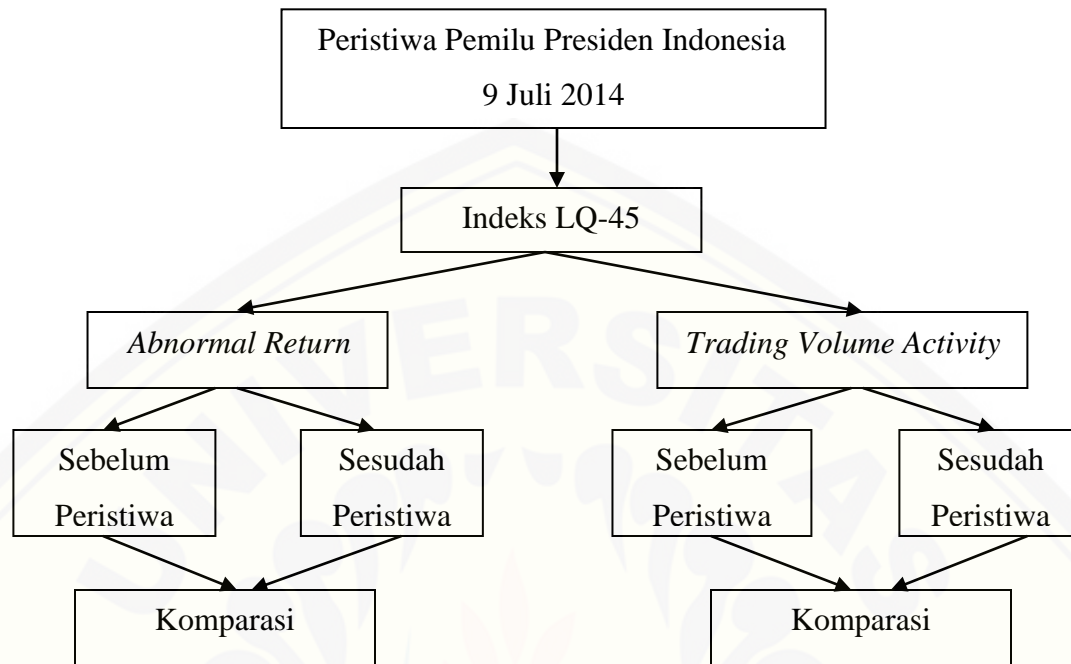 Peristiwa Pemilu Presiden Indonesia
9 Juli 2014
Indeks LQ-45
Abnormal Return
Trading Volume Activity
Sebelum
Peristiwa
Sesudah
Peristiwa
Sebelum
Peristiwa
Sesudah
Peristiwa
Komparasi
Komparasi
UNIVERSITAS